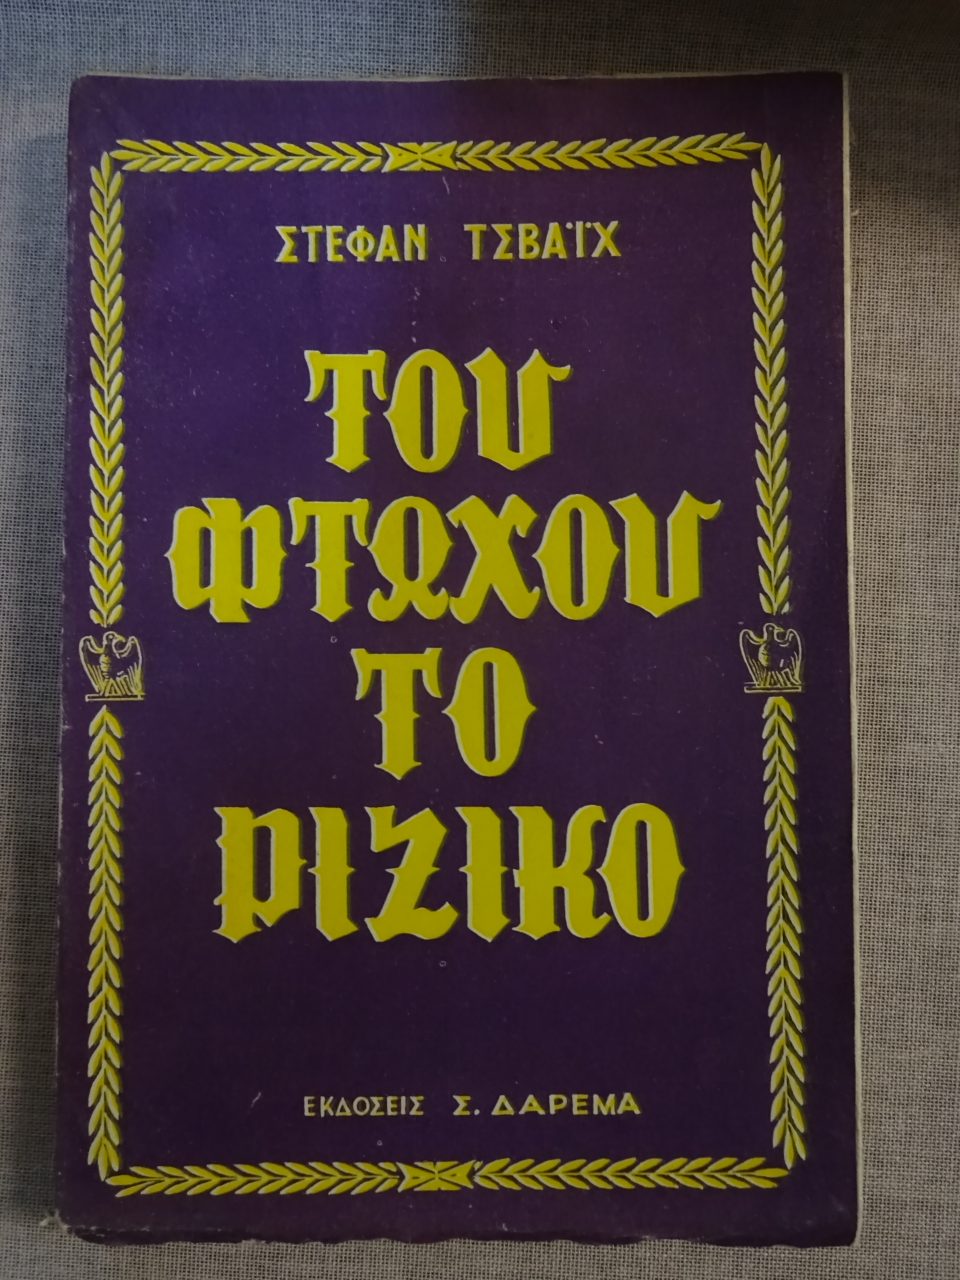 ΣΤΕΦΑΝ ΤΣΒΑΪΧ
ΤΟΥ
ΦΤΩΧΟΥ
ΤΟ
ΡΙΖΙΚΟ
ΕΚΔΟΣΕΙΣ Σ. ΔΑΡΕΜΑ